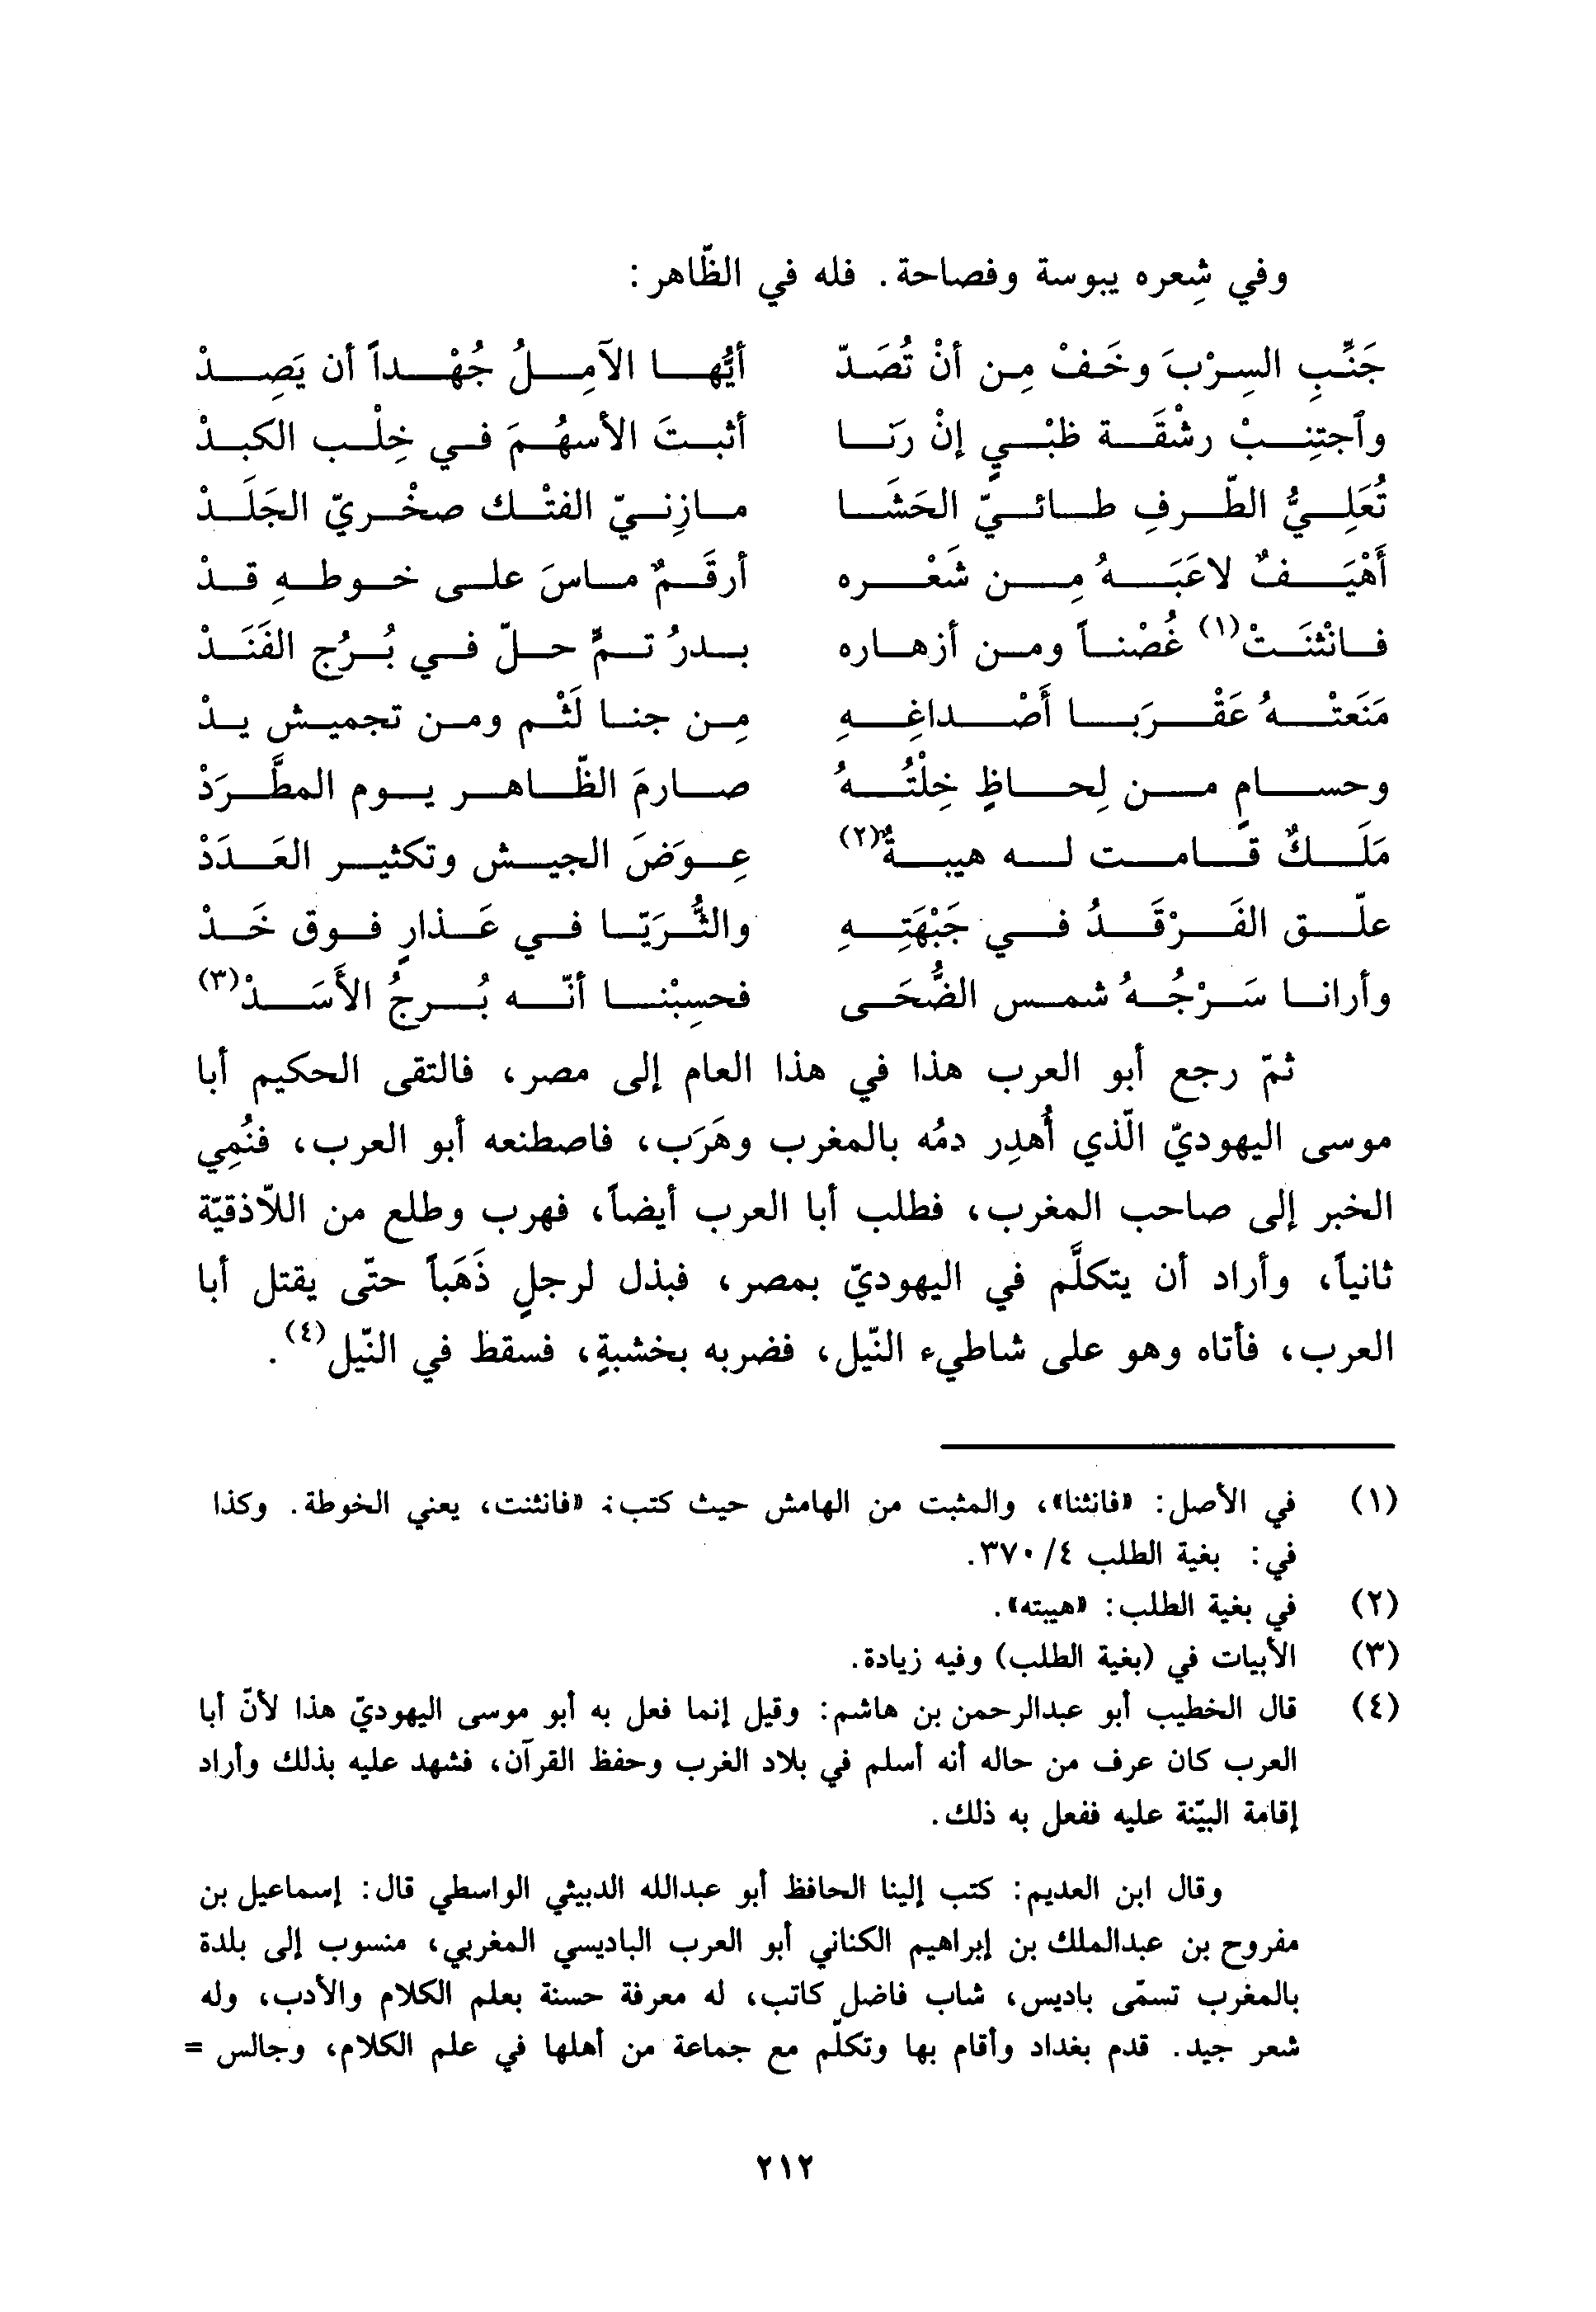 وفي شِعره يبوسة وفصاحة. فله في الظّاهر:
جَنِّبِ السِرْبَ وخَفْ مِن أنْ تُصَدّ أيُّها الآمِلُ جُهْداً أن يَصِدْ
وٱجتنِبْ رشْقَة ظبْيٍ إنْ رَنَا أثبتَ الأسهُمَ في خِلْب الكبدْ
تُعَلِيُّ الطّرفِ طائيّ الحَشَا مازِنيّ الفتْك صخْريّ الجَلَدْ
أَهْيَفٌ لاعَبَهُ مِن شَعْره أرقَمٌ ماسَ على خوطهِ قدْ
فانْثنَتْ(١) غُصْناً ومن أزهاره بدرُ تمٍّ حلّ في بُرُج الفَنَدْ
مَنَعتْهُ عَقْرَبا أَصْداغِهِ مِن جنا لَثْم ومن تجميش يدْ
وحسامٍ من لِحاظٍ خِلْتُهُ صارمَ الظّاهر يوم المطَّرَدْ
مَلَكٌ قامت له هيبةٌ(٢) عِوَضَ الجيش وتكثير العَدَدْ
علّق الفَرْقَدُ في جَبْهَتِهِ والثُّرَيّا في عَذارٍ فوق خَدْ
وأرانا سَرْجُهُ شمس الضُّحَى فحسِبْنا أنّه بُرجُ الأَسَدْ(٣)
ثمّ رجع أبو العرب هذا في هذا العام إلى مصر، فالتقى الحكيم أبا
موسى اليهوديّ الّذي أُهدِر دمُه بالمغرب وهَرَب، فاصطنعه أبو العرب، فنُمِي
الخبر إلى صاحب المغرب، فطلب أبا العرب أيضاً، فهرب وطلع من اللاّذقيّة
ثانياً، وأراد أن يتكلَّم في اليهوديّ بمصر، فبذل لرجلٍ ذَهَباً حتّى يقتل أبا
العرب، فأتاه وهو على شاطيء النّيل، فضربه بخشبةٍ، فسقط في النّيل(٤).
(١) في الأصل: «فانثنا»، والمثبت من الهامش حيث كتب: «فانثنت، يعني الخوطة. وكذا
في: بغية الطلب ٤/ ٣٧٠.
(٢) في بغية الطلب: «هيبته».
(٣) الأبيات في (بغية الطلب) وفيه زيادة.
(٤) قال الخطيب أبو عبدالرحمن بن هاشم: وقيل إنما فعل به أبو موسى اليهوديّ هذا لأنّ أبا
العرب كان عرف من حاله أنه أسلم في بلاد الغرب وحفظ القرآن، فشهد عليه بذلك وأراد
إقامة البيّنة عليه ففعل به ذلك.
وقال ابن العديم: كتب إلينا الحافظ أبو عبدالله الدبيثي الواسطي قال: إسماعيل بن
مفروح بن عبدالملك بن إبراهيم الكناني أبو العرب الباديسي المغربي، منسوب إلى بلدة
بالمغرب تسمّى باديس، شاب فاضل كاتب، له معرفة حسنة بعلم الكلام والأدب، وله
شعر جيد. قدم بغداد وأقام بها وتكلّم مع جماعة من أهلها في علم الكلام، وجالس =
٢١٢